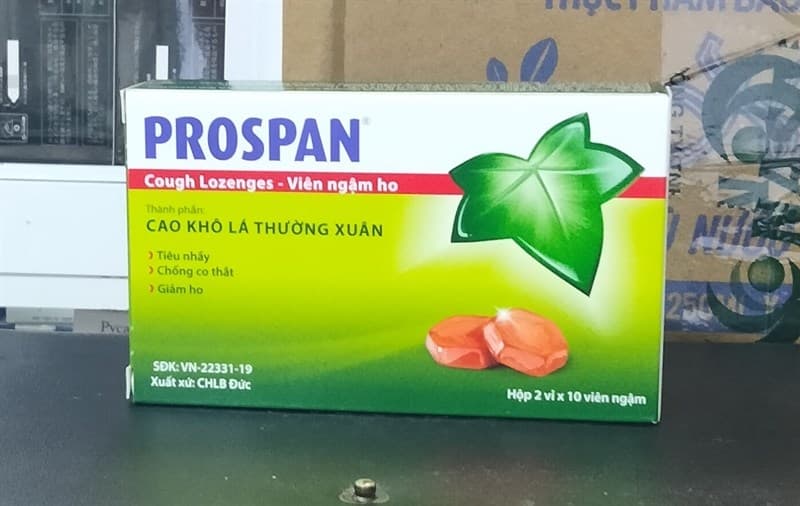 PROSPAN®
Cough Lozenges - Viên ngậm ho
Thành phần:
CAO KHÔ LÁ THƯỜNG XUÂN
Tiêu nhầy
Chống co thắt
Giảm ho
SĐK: VN-22331-19
Xuất xứ: CHLB Đức
Hộp 2 vỉ x 10 viên ngậm